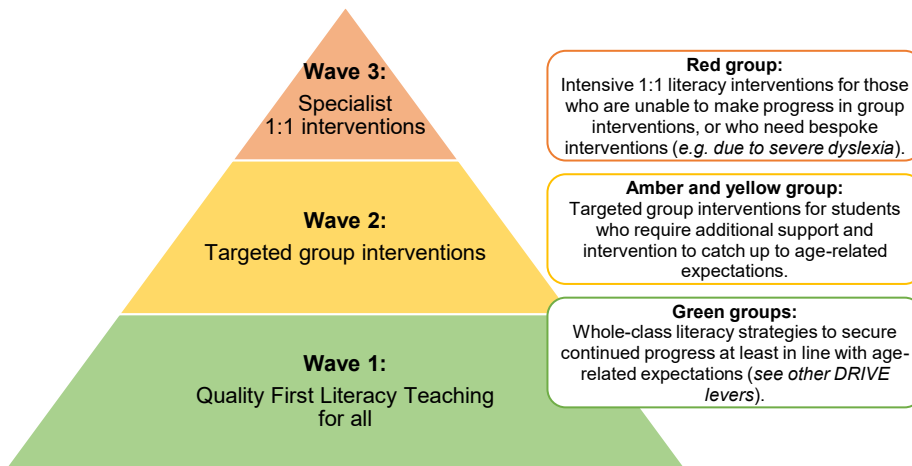 Wave 3:
Specialist
1:1 interventions
Red group:
Intensive 1:1 literacy interventions for those
who are unable to make progress in group
interventions, or who need bespoke
interventions (e.g. due to severe dyslexia).
Wave 2:
Targeted group interventions
Amber and yellow group:
Targeted group interventions for students
who require additional support and
intervention to catch up to age-related
expectations.
Wave 1:
Quality First Literacy Teaching
for all
Green groups:
Whole-class literacy strategies to secure
continued progress at least in line with age-
related expectations (see other DRIVE
levers).